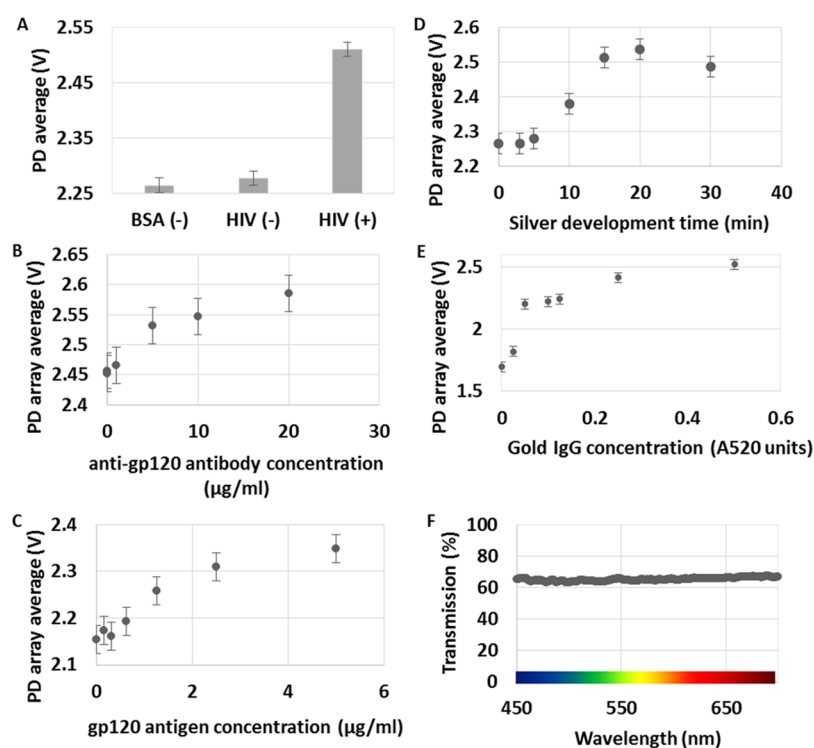 A
PD average (V)
2.55
2.45
2.35
2.25
BSA (-) HIV (-) HIV (+)
B
PD array average (V)
2.65
2.6
2.55
2.5
2.45
2.4
0 10 20 30
anti-gp120 antibody concentration
(µg/ml)
C
PD array average (V)
2.4
2.3
2.2
2.1
0 2 4 6
gp120 antigen concentration (µg/ml)
D
PD array average (V)
2.6
2.5
2.4
2.3
2.2
0 10 20 30 40
Silver development time (min)
E
PD array average (V)
2.5
2
1.5
0 0.2 0.4 0.6
Gold IgG concentration (A520 units)
F
Transmission (%)
100
80
60
40
20
0
450 550 650
Wavelength (nm)